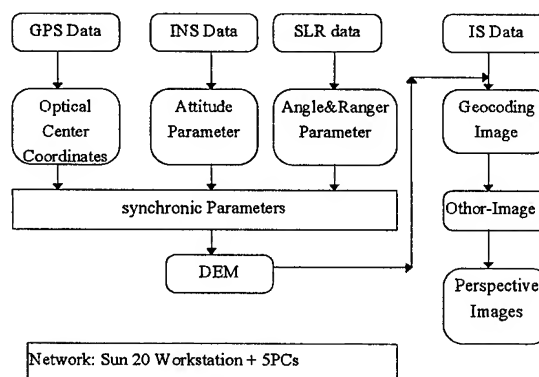 GPS Data
INS Data
SLR data
IS Data
Optical
Center
Coordinates
Attitude
Parameter
Angle&Ranger
Parameter
Geocoding
Image
synchronic Parameters
Othor-Image
DEM
Perspective
Images
Network: Sun 20 Workstation + 5PCs